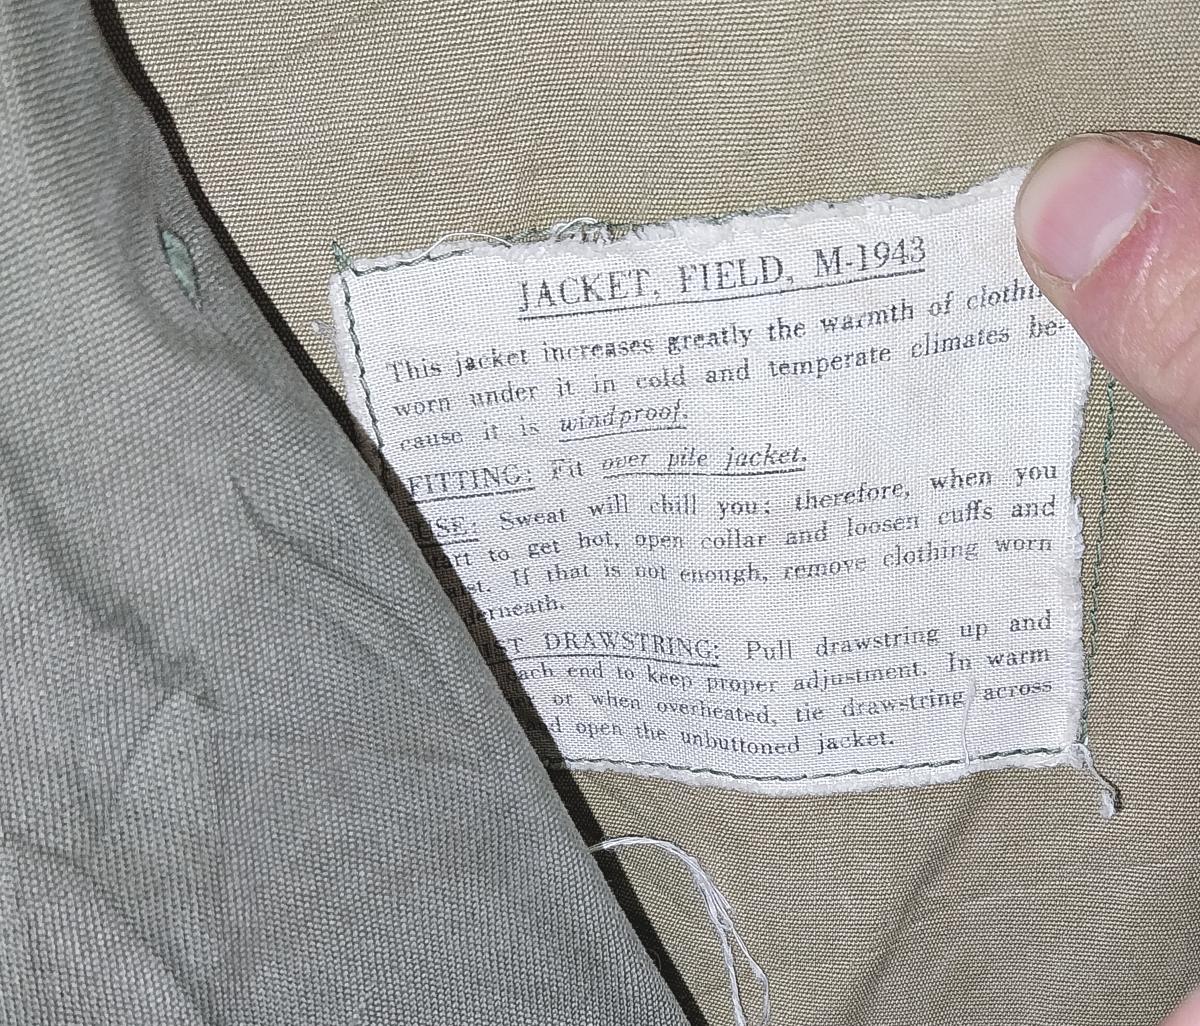 JACKET, FIELD, M-1943
This jacket increases greatly the warmth of
worn under it in cold and temperate climates be-
cause it is windproof.
FITTING: Fit over pile jacket.
Sweat will chill you; therefore, when you
to get hot, open collar and loosen cuffs and
If that is not enough, remove clothing worn
DRAWSTRING: Pull drawstring up and
end to keep proper adjustment. In warm
or when overheated, tie draw-string across
open the unbuttoned jacket.